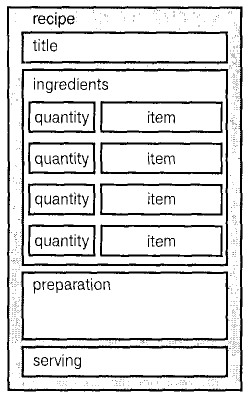 recipe
title
ingredients
quantity item
quantity item
quantity item
quantity item
preparation
serving